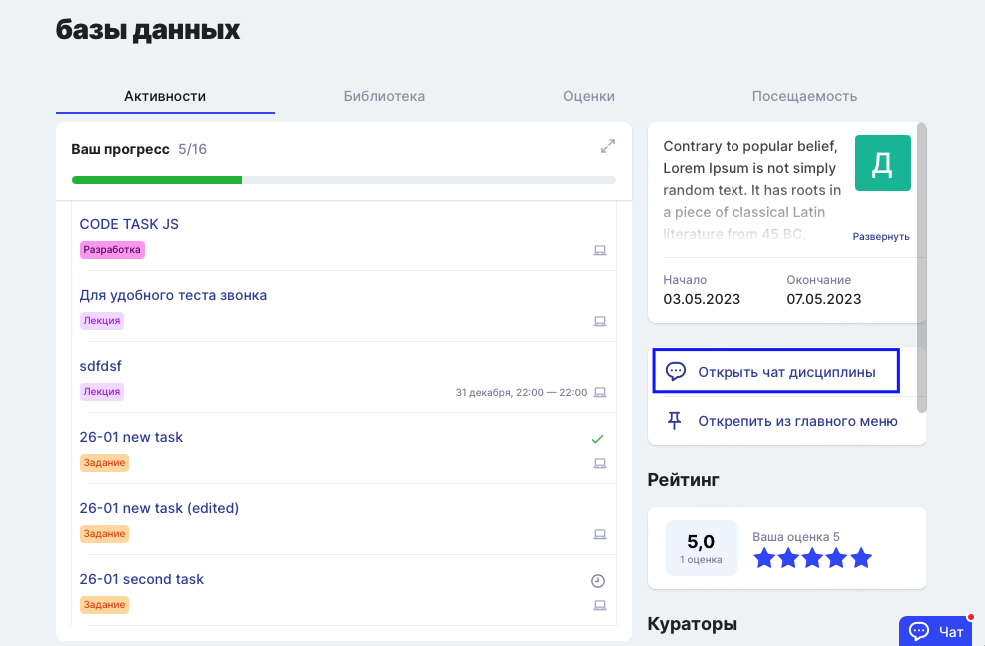 базы данных
Активности
Библиотека
Оценки
Посещаемость
Ваш прогресс 5/16
CODE TASK JS
Разработка
Для удобного теста звонка
Лекция
sdfdsf
Лекция
31 декабря, 22:00 — 22:00
26-01 new task
Задание
26-01 new task (edited)
Задание
26-01 second task
Задание
Contrary to popular belief,
Lorem Ipsum is not simply
random text. It has roots in
a piece of classical Latin
literature from 45 BC,
Д
Развернуть
Начало
03.05.2023
Окончание
07.05.2023
Открыть чат дисциплины
Открепить из главного меню
Рейтинг
5,0
1 оценка
Ваша оценка 5
Кураторы
Чат